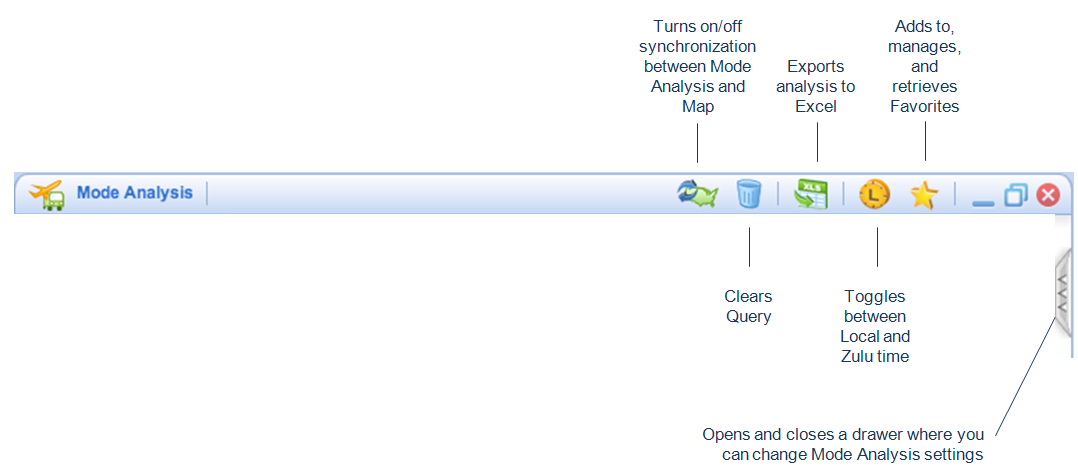 Turns on/off
synchronization
between Mode
Analysis and
Map
Exports
analysis to
Excel
Adds to,
manages,
and
retrieves
Favorites
Mode Analysis
XLS
L
Clears
Query
Toggles
between
Local and
Zulu time
Opens and closes a drawer where you
can change Mode Analysis settings